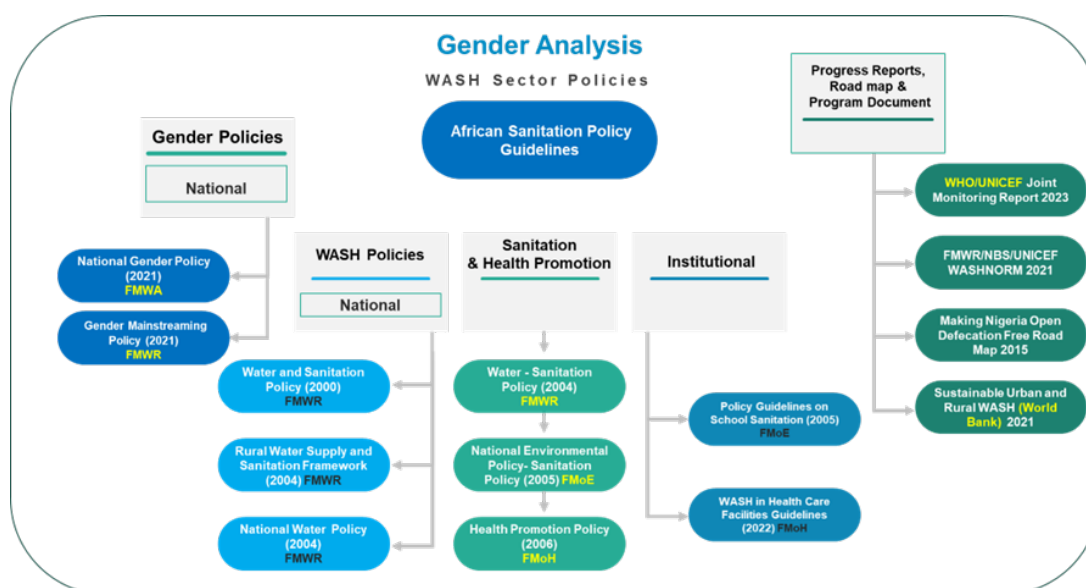 Gender Analysis
WASH Sector Policies
African Sanitation Policy
Guidelines
Gender Policies
National
National Gender Policy
(2021)
FMWA
Gender Mainstreaming
Policy (2021)
FMWR
WASH Policies
National
Water and Sanitation
Policy (2000)
FMWR
Rural Water Supply and
Sanitation Framework
(2004) FMWR
National Water Policy
(2004)
FMWR
Sanitation
& Health Promotion
Water - Sanitation
Policy (2004)
FMWR
National Environmental
Policy- Sanitation
Policy (2005) FMoE
Health Promotion Policy
(2006)
FMoH
Institutional
Policy Guidelines on
School Sanitation (2005)
FMoE
WASH in Health Care
Facilities Guidelines
(2022) FMoH
Progress Reports,
Road map &
Program Document
WHO/UNICEF Joint
Monitoring Report 2023
FMWR/NBS/UNICEF
WASHNORM 2021
Making Nigeria Open
Defecation Free Road
Map 2015
Sustainable Urban and
Rural WASH (World
Bank) 2021